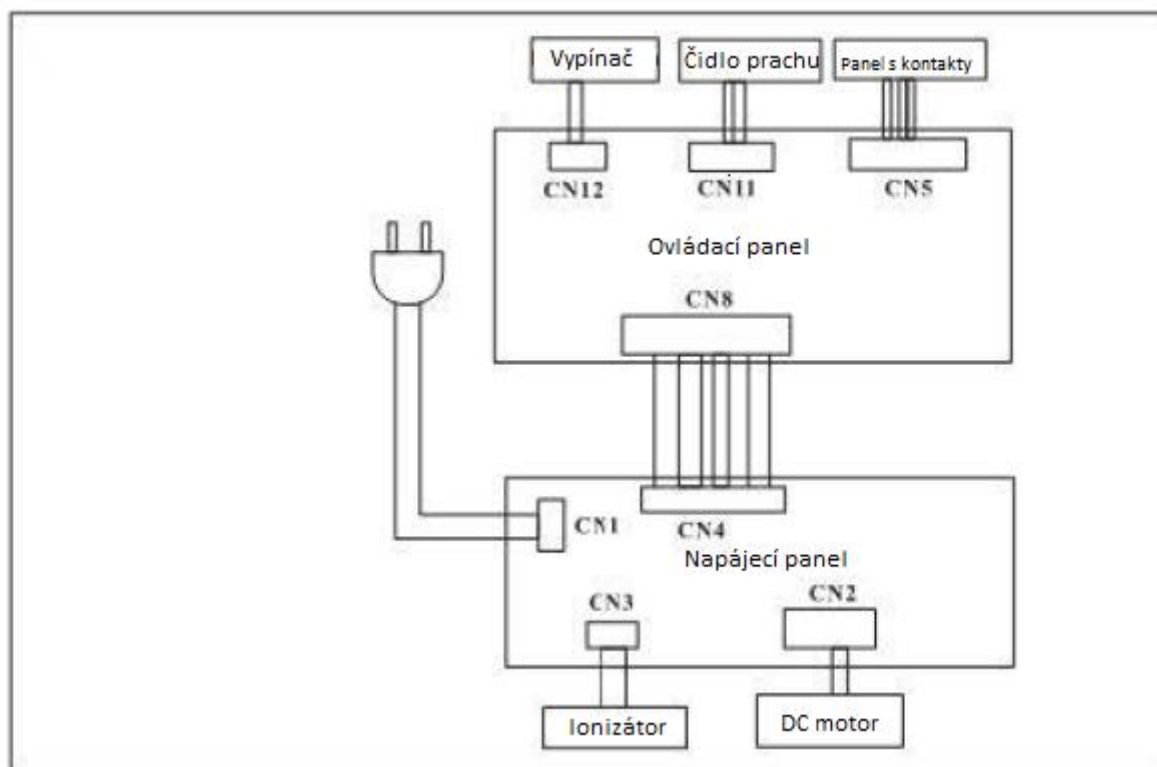 Vypínač
Čidlo prachu
Panel s kontakty
CN12
CN11
CN5
Ovládací panel
CN8
CN1
CN4
Napájecí panel
CN3
CN2
Ionizátor
DC motor